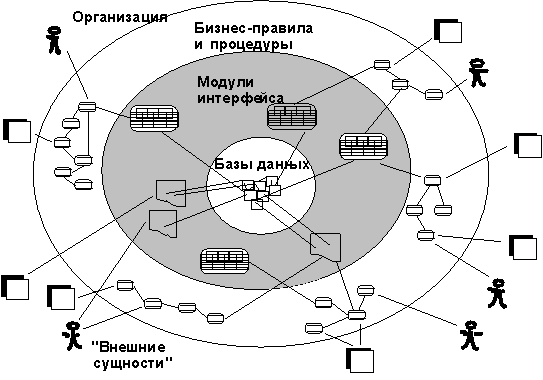 Организация
Бизнес-правила
и процедуры
Модули
интерфейса
Базы данных
"Внешние
сущности"